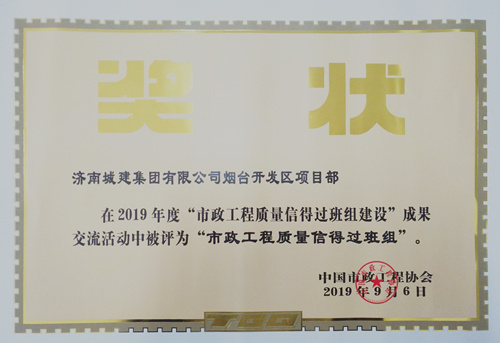 奖状
济南城建集团有限公司烟台开发区项目部
在2019年度“市政工程质量信得过班组建设”成果
交流活动中被评为“市政工程质量信得过班组”。
中国市政工程协会
2019年9月6日